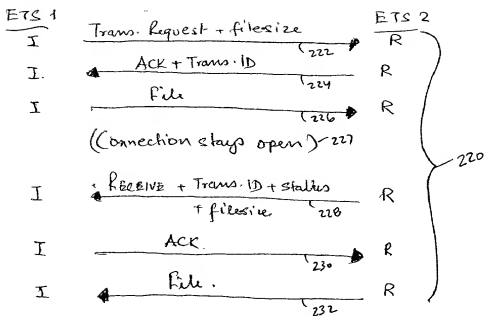 ETS 1 ETS 2
Trans. Request + filesize
I 222 R
ACK + Trans. ID
I. 224 R
File
I 226 R
(Connection stays open) 227
220
RECEIVE + Trans. ID + status
I + filesize 228 R
ACK.
I 230 R
File.
I 232 R